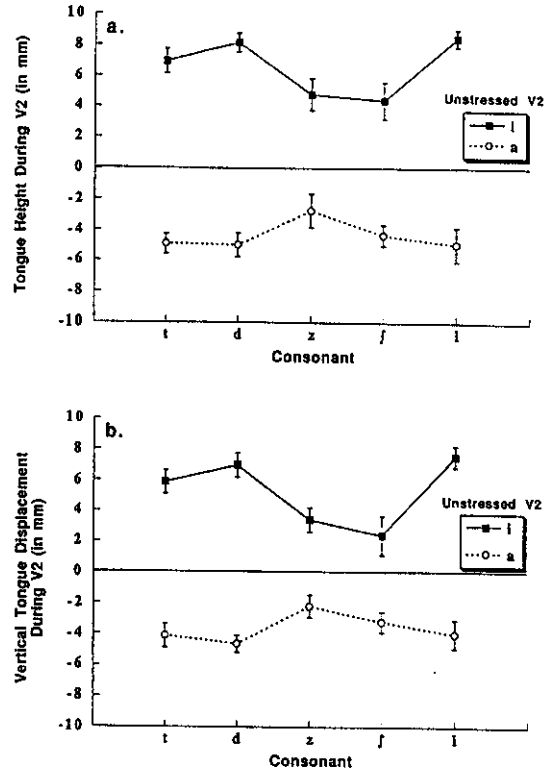 a.
Tongue Height During V2 (in mm)
10
8
6
4
2
0
-2
-4
-6
-8
-10
Unstressed V2
i
a
t
d
z
ʃ
l
Consonant
b.
Vertical Tongue Displacement
During V2 (in mm)
10
8
6
4
2
0
-2
-4
-6
-8
-10
Unstressed V2
i
a
t
d
z
ʃ
l
Consonant